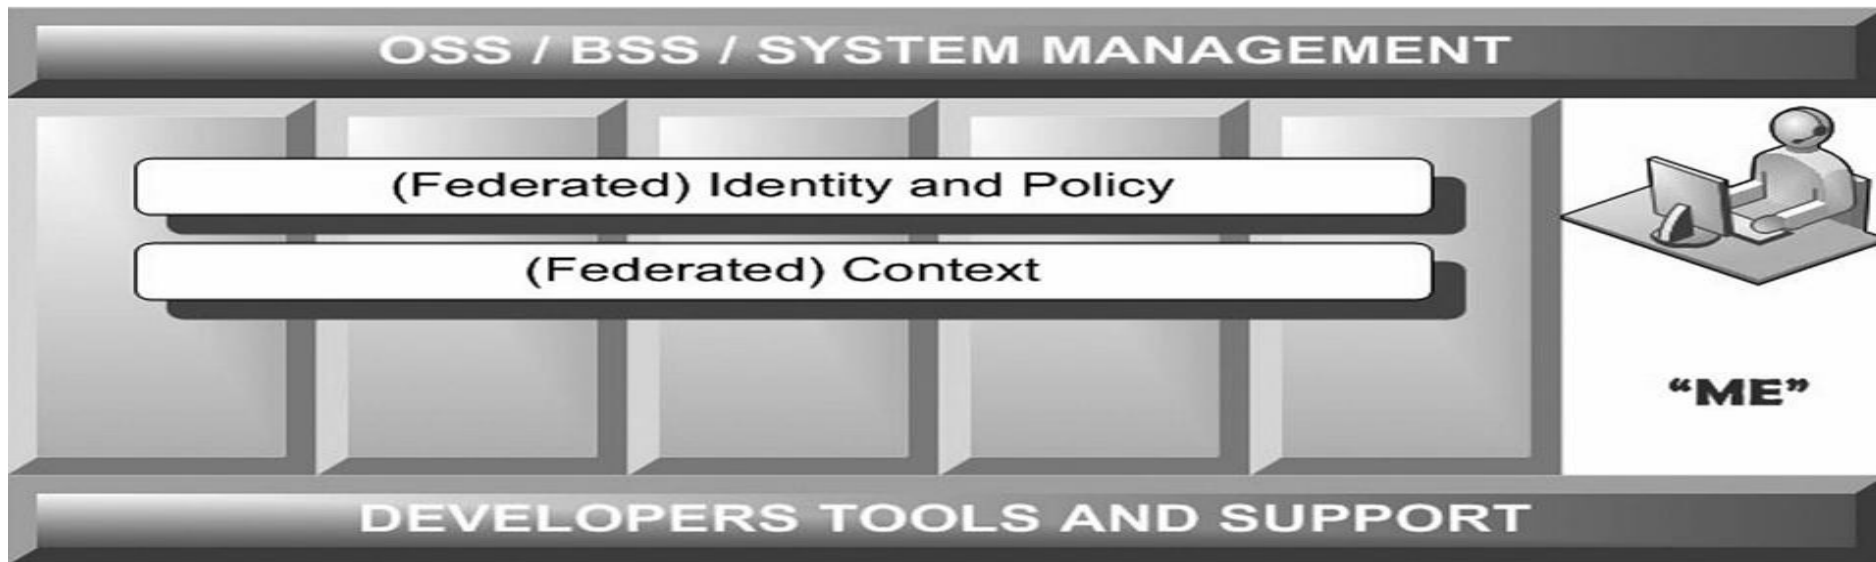 OSS / BSS / SYSTEM MANAGEMENT
(Federated) Identity and Policy
(Federated) Context
“ME”
DEVELOPERS TOOLS AND SUPPORT